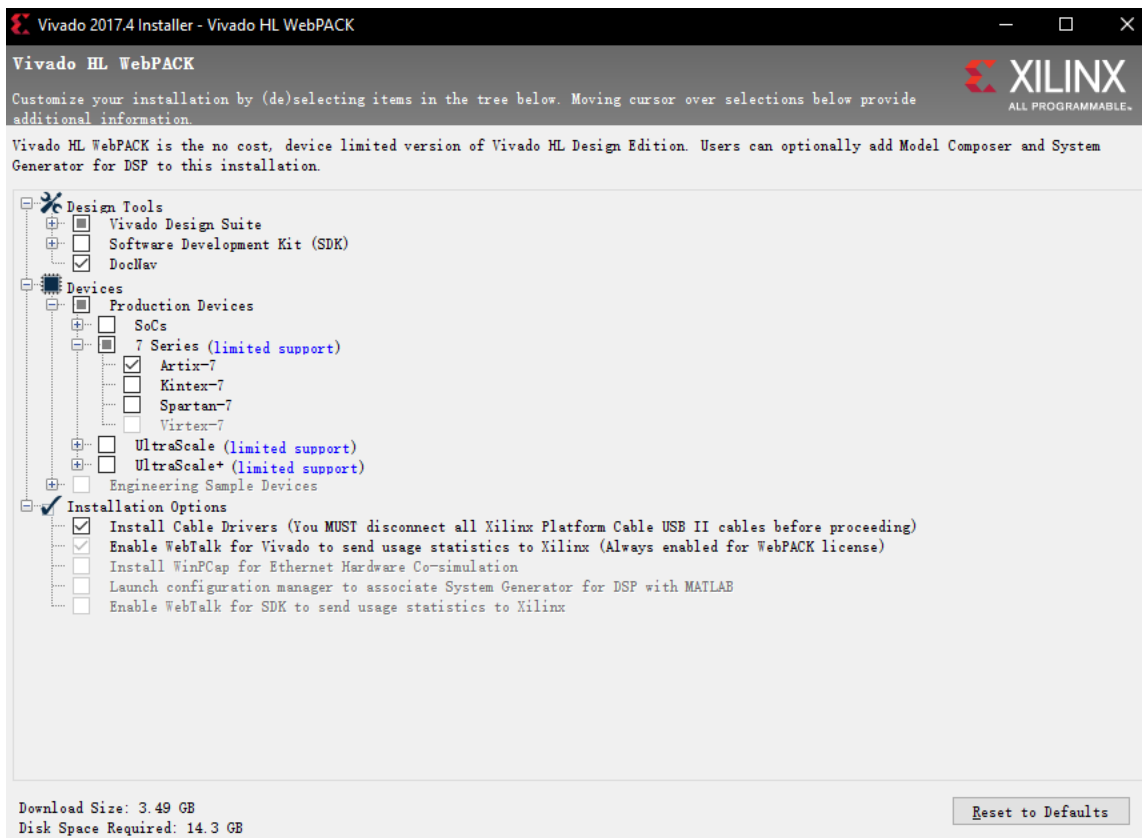 Vivado 2017.4 Installer - Vivado HL WebPACK
Vivado HL WebPACK
XILINX
ALL PROGRAMMABLE™
Customize your installation by (de)selecting items in the tree below. Moving cursor over selections below provide
additional information.
Vivado HL WebPACK is the no cost, device limited version of Vivado HL Design Edition. Users can optionally add Model Composer and System
Generator for DSP to this installation.
Design Tools
Vivado Design Suite
Software Development Kit (SDK)
DocNav
Devices
Production Devices
SoCs
7 Series (limited support)
Artix-7
Kintex-7
Spartan-7
Virtex-7
UltraScale (limited support)
UltraScale+ (limited support)
Engineering Sample Devices
Installation Options
Install Cable Drivers (You MUST disconnect all Xilinx Platform Cable USB II cables before proceeding)
Enable WebTalk for Vivado to send usage statistics to Xilinx (Always enabled for WebPACK license)
Install WinPCap for Ethernet Hardware Co-simulation
Launch configuration manager to associate System Generator for DSP with MATLAB
Enable WebTalk for SDK to send usage statistics to Xilinx
Download Size: 3.49 GB
Disk Space Required: 14.3 GB
Reset to Defaults